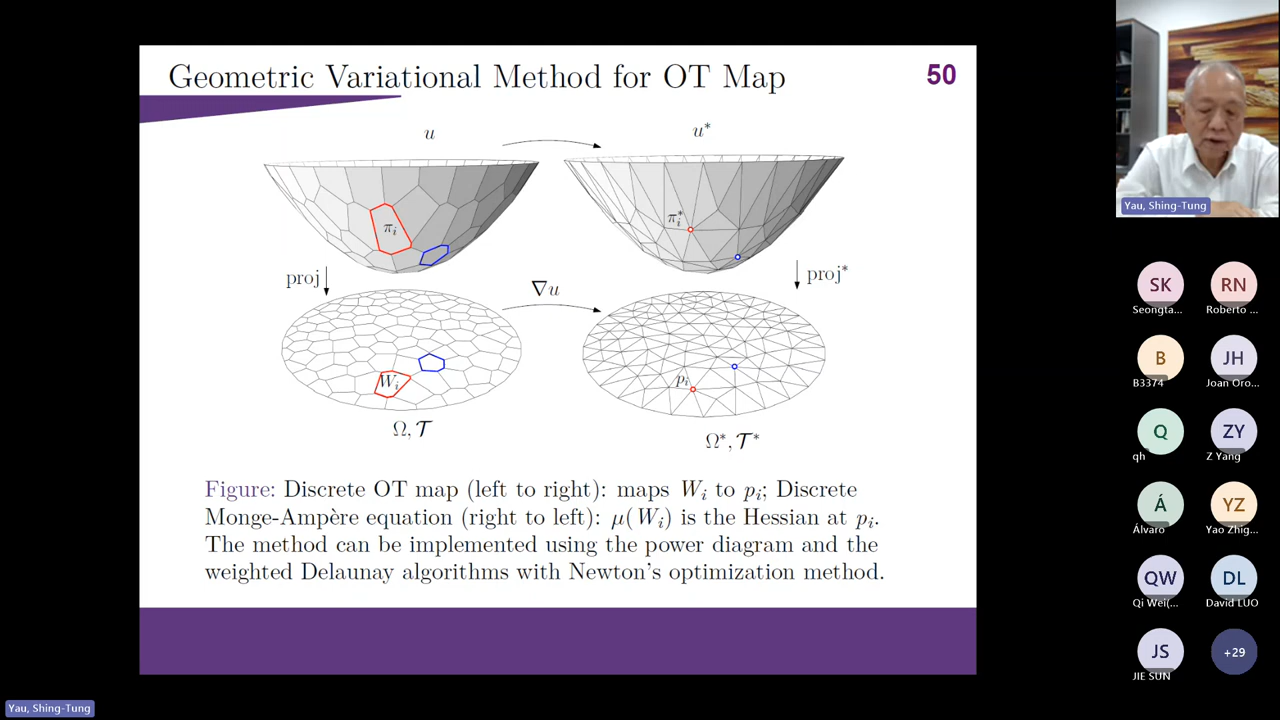 Geometric Variational Method for OT Map
50
u
u*
πᵢ
πᵢ*
proj
∇u
proj*
Wᵢ
pᵢ
Ω, 𝒯
Ω*, 𝒯*
Figure: Discrete OT map (left to right): maps Wᵢ to pᵢ; Discrete
Monge-Ampère equation (right to left): μ(Wᵢ) is the Hessian at pᵢ.
The method can be implemented using the power diagram and the
weighted Delaunay algorithms with Newton's optimization method.
Yau, Shing-Tung
SK
RN
Seongta...
Roberto ...
B
JH
B3374
Joan Oro...
Q
ZY
qh
Z Yang
Á
YZ
Álvaro
Yao Zhig...
QW
DL
Qi Wei(...
David LUO
JS
+29
JIE SUN
Yau, Shing-Tung